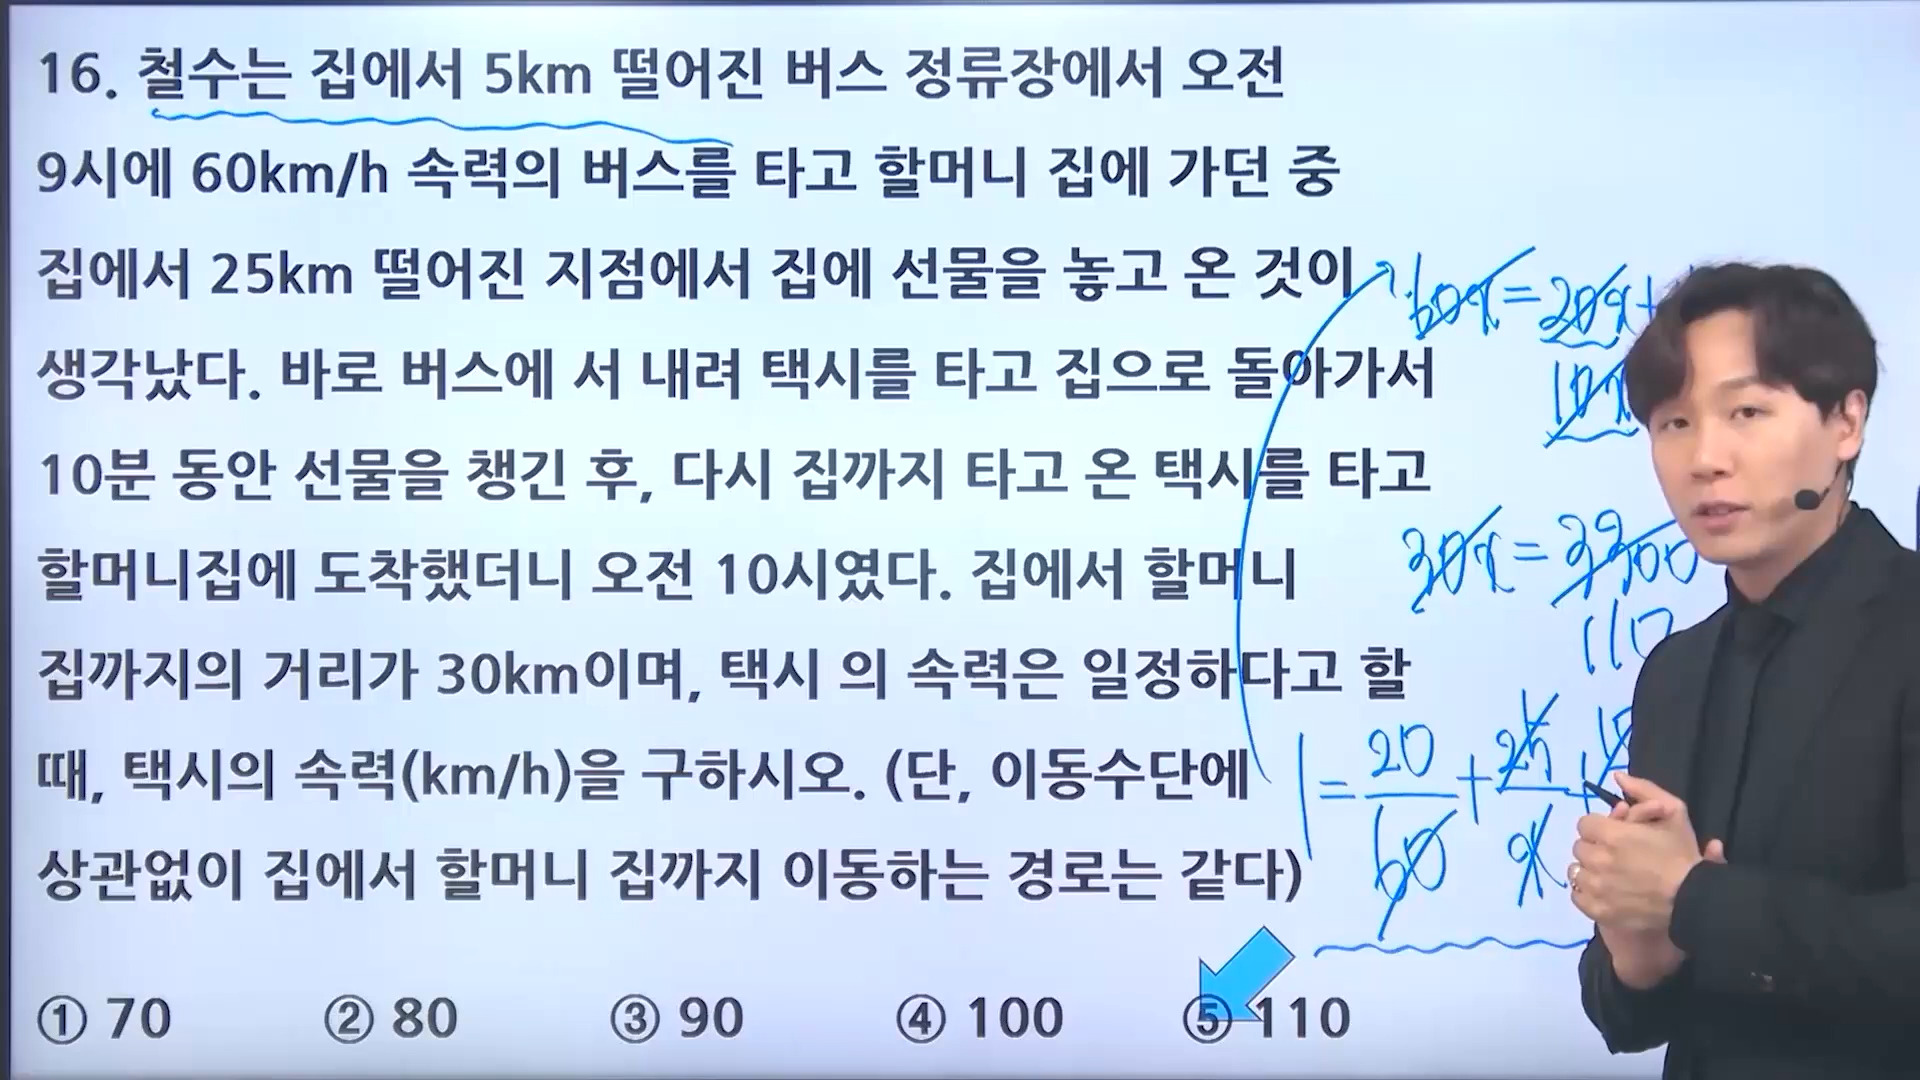 16. 철수는 집에서 5km 떨어진 버스 정류장에서 오전
9시에 60km/h 속력의 버스를 타고 할머니 집에 가던 중
집에서 25km 떨어진 지점에서 집에 선물을 놓고 온 것이
생각났다. 바로 버스에 서 내려 택시를 타고 집으로 돌아가서
10분 동안 선물을 챙긴 후, 다시 집까지 타고 온 택시를 타고
할머니집에 도착했더니 오전 10시였다. 집에서 할머니
집까지의 거리가 30km이며, 택시 의 속력은 일정하다고 할
때, 택시의 속력(km/h)을 구하시오. (단, 이동수단에
상관없이 집에서 할머니 집까지 이동하는 경로는 같다)
① 70 ② 80 ③ 90 ④ 100 ⑤ 110
60x = 20x +
10x
30x = 3300
110
1 = 20/60 + 25/x +